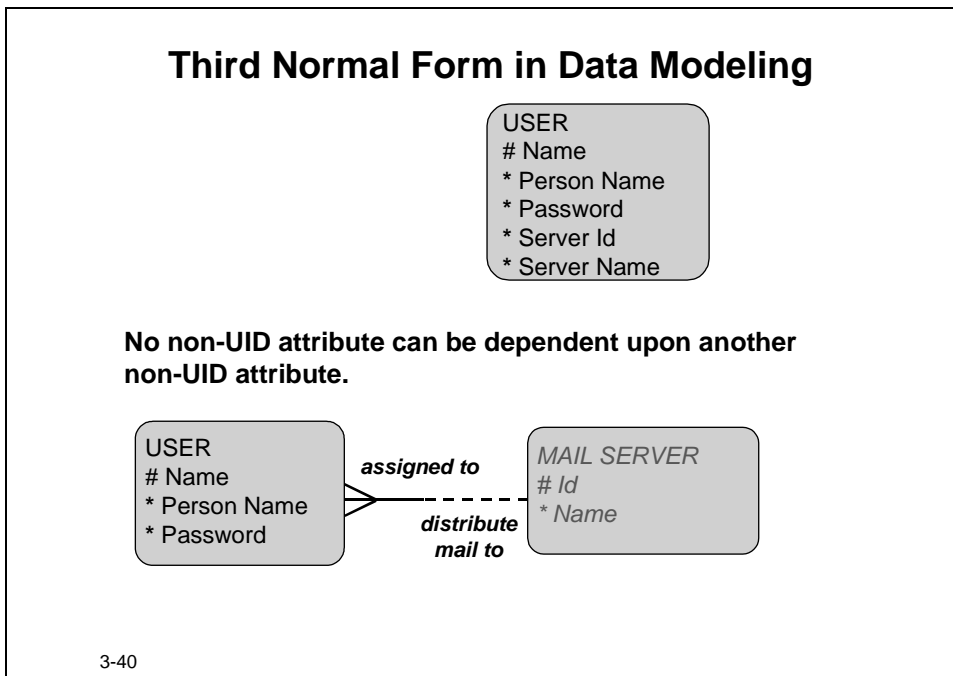 Third Normal Form in Data Modeling
USER
# Name
* Person Name
* Password
* Server Id
* Server Name
No non-UID attribute can be dependent upon another
non-UID attribute.
USER
# Name
* Person Name
* Password
assigned to
distribute
mail to
MAIL SERVER
# Id
* Name
3-40